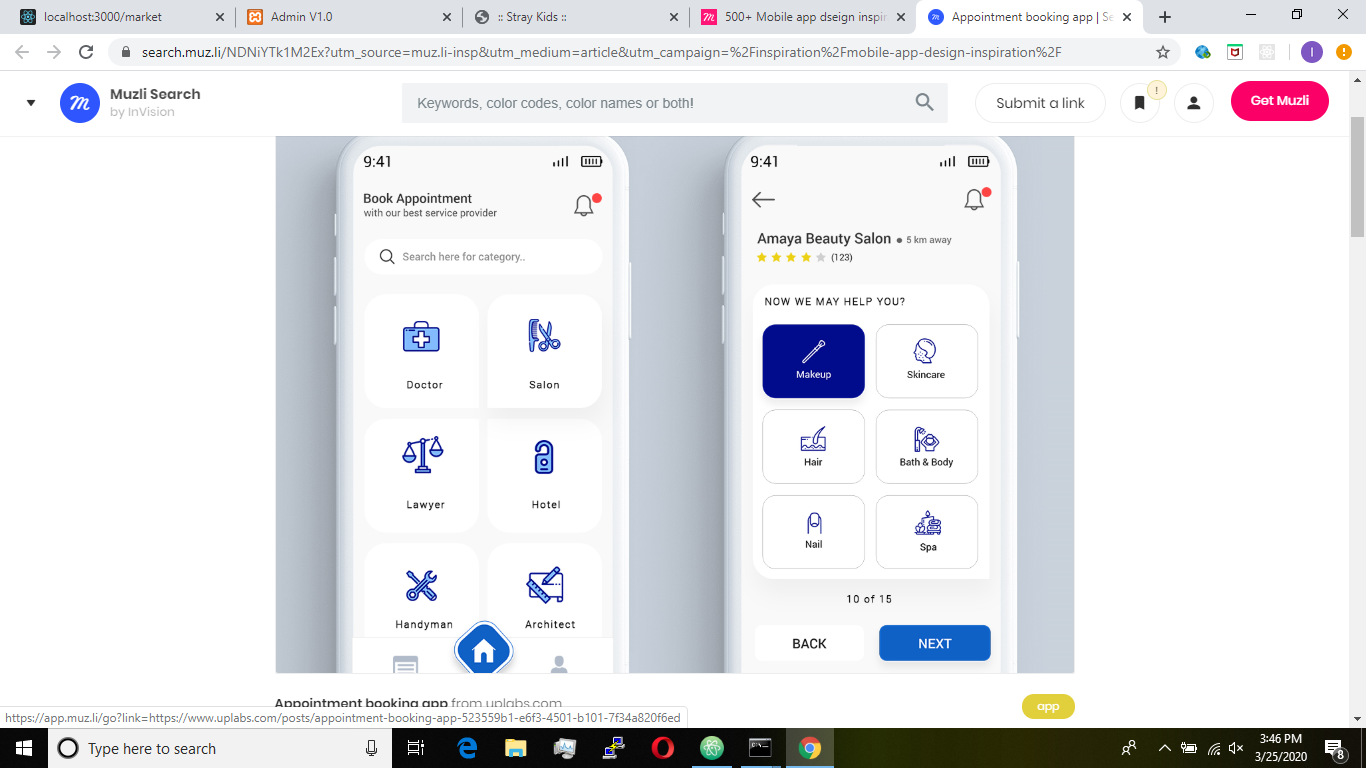 localhost:3000/market
Admin V1.0
:: Stray Kids ::
500+ Mobile app dseign inspir
Appointment booking app | Se
search.muz.li/NDNiYTk1M2Ex?utm_source=muz.li-insp&utm_medium=article&utm_campaign=%2Finspiration%2Fmobile-app-design-inspiration%2F
I
Muzli Search
by InVision
Keywords, color codes, color names or both!
Submit a link
!
Get Muzli
9:41
Book Appointment
with our best service provider
Search here for category..
Doctor
Salon
Lawyer
Hotel
Handyman
Architect
9:41
Amaya Beauty Salon
5 km away
(123)
NOW WE MAY HELP YOU?
Makeup
Skincare
Hair
Bath & Body
Nail
Spa
10 of 15
BACK
NEXT
Appointment booking app from uplabs.com
app
https://app.muz.li/go?link=https://www.uplabs.com/posts/appointment-booking-app-523559b1-e6f3-4501-b101-7f34a820f6ed
Type here to search
3:46 PM
3/25/2020
8